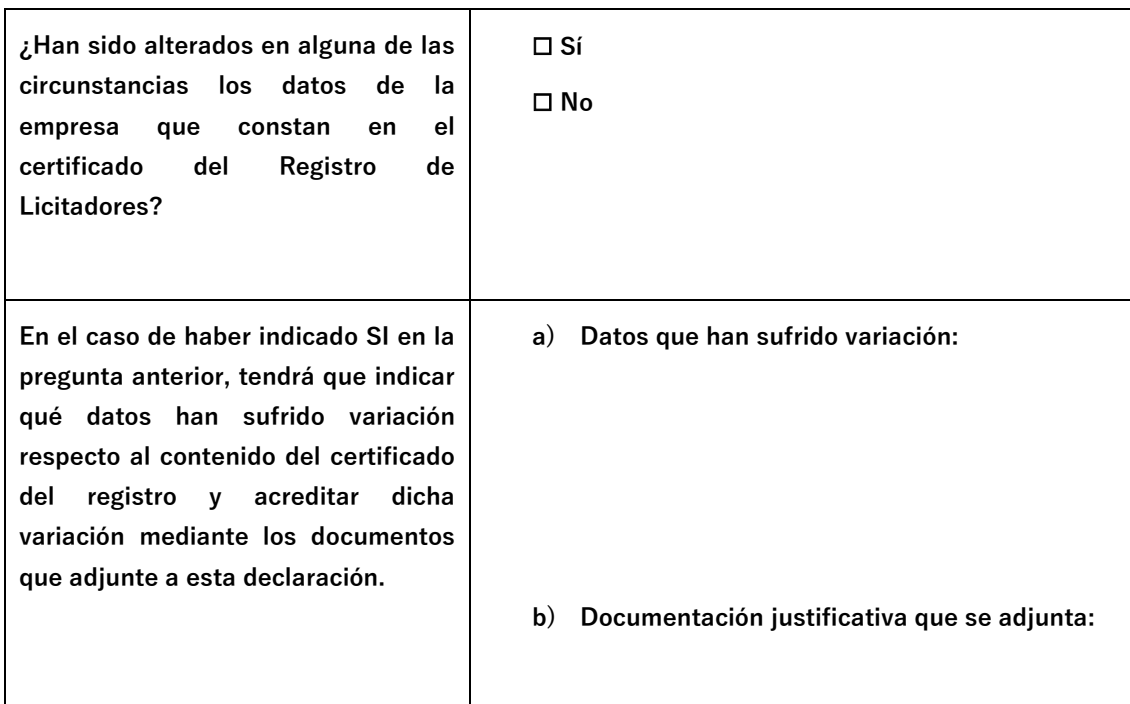 ¿Han sido alterados en alguna de las
circunstancias los datos de la
empresa que constan en el
certificado del Registro de
Licitadores?
☐ Sí
☐ No
En el caso de haber indicado SI en la
pregunta anterior, tendrá que indicar
qué datos han sufrido variación
respecto al contenido del certificado
del registro y acreditar dicha
variación mediante los documentos
que adjunte a esta declaración.
a) Datos que han sufrido variación:
b) Documentación justificativa que se adjunta: